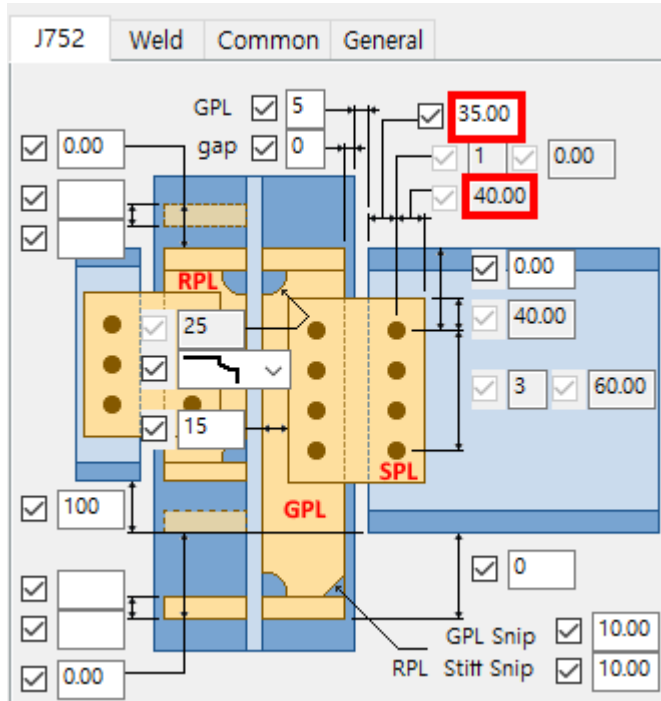 J752 Weld Common General
GPL 5 35.00
0.00 gap 0 1 0.00
40.00
RPL 0.00
25 40.00
3 60.00
15 SPL
100 GPL
0
GPL Snip 10.00
0.00 RPL Stiff Snip 10.00